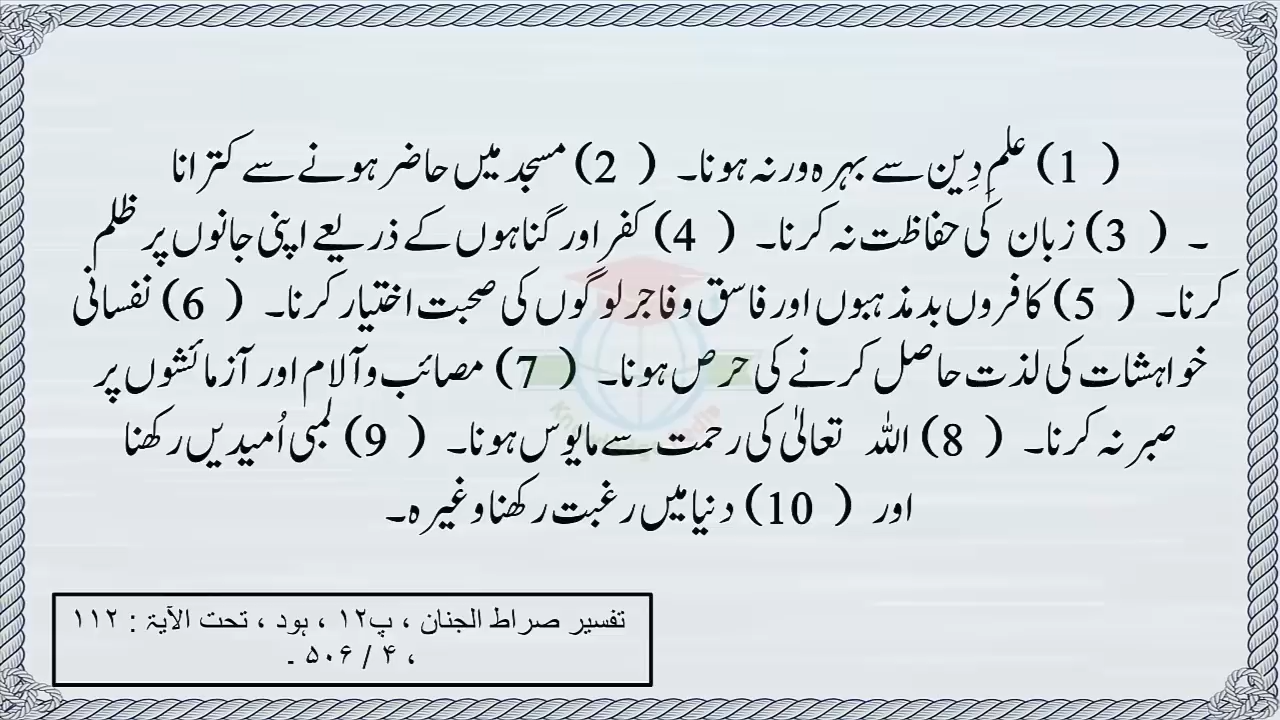 ( 1 ) علمِ دِین سے بہرہ ور نہ ہونا۔ ( 2 ) مسجد میں حاضر ہونے سے کترانا
۔ ( 3 ) زبان کی حفاظت نہ کرنا۔ ( 4 ) کفر اور گناہوں کے ذریعے اپنی جانوں پر ظلم
کرنا۔ ( 5 ) کافروں بدمذہبوں اور فاسق و فاجر لوگوں کی صحبت اختیار کرنا۔ ( 6 ) نفسانی
خواہشات کی لذت حاصل کرنے کی حرص ہونا۔ ( 7 ) مصائب و آلام اور آزمائشوں پر
صبر نہ کرنا۔ ( 8 ) اللہ تعالیٰ کی رحمت سے مایوس ہونا۔ ( 9 ) لمبی اُمیدیں رکھنا
اور ( 10 ) دنیا میں رغبت رکھنا وغیرہ۔
تفسیر صراط الجنان ، پ۱۲ ، ہود ، تحت الآیۃ : ۱۱۲
، ۴ / ۵۰۶ ۔